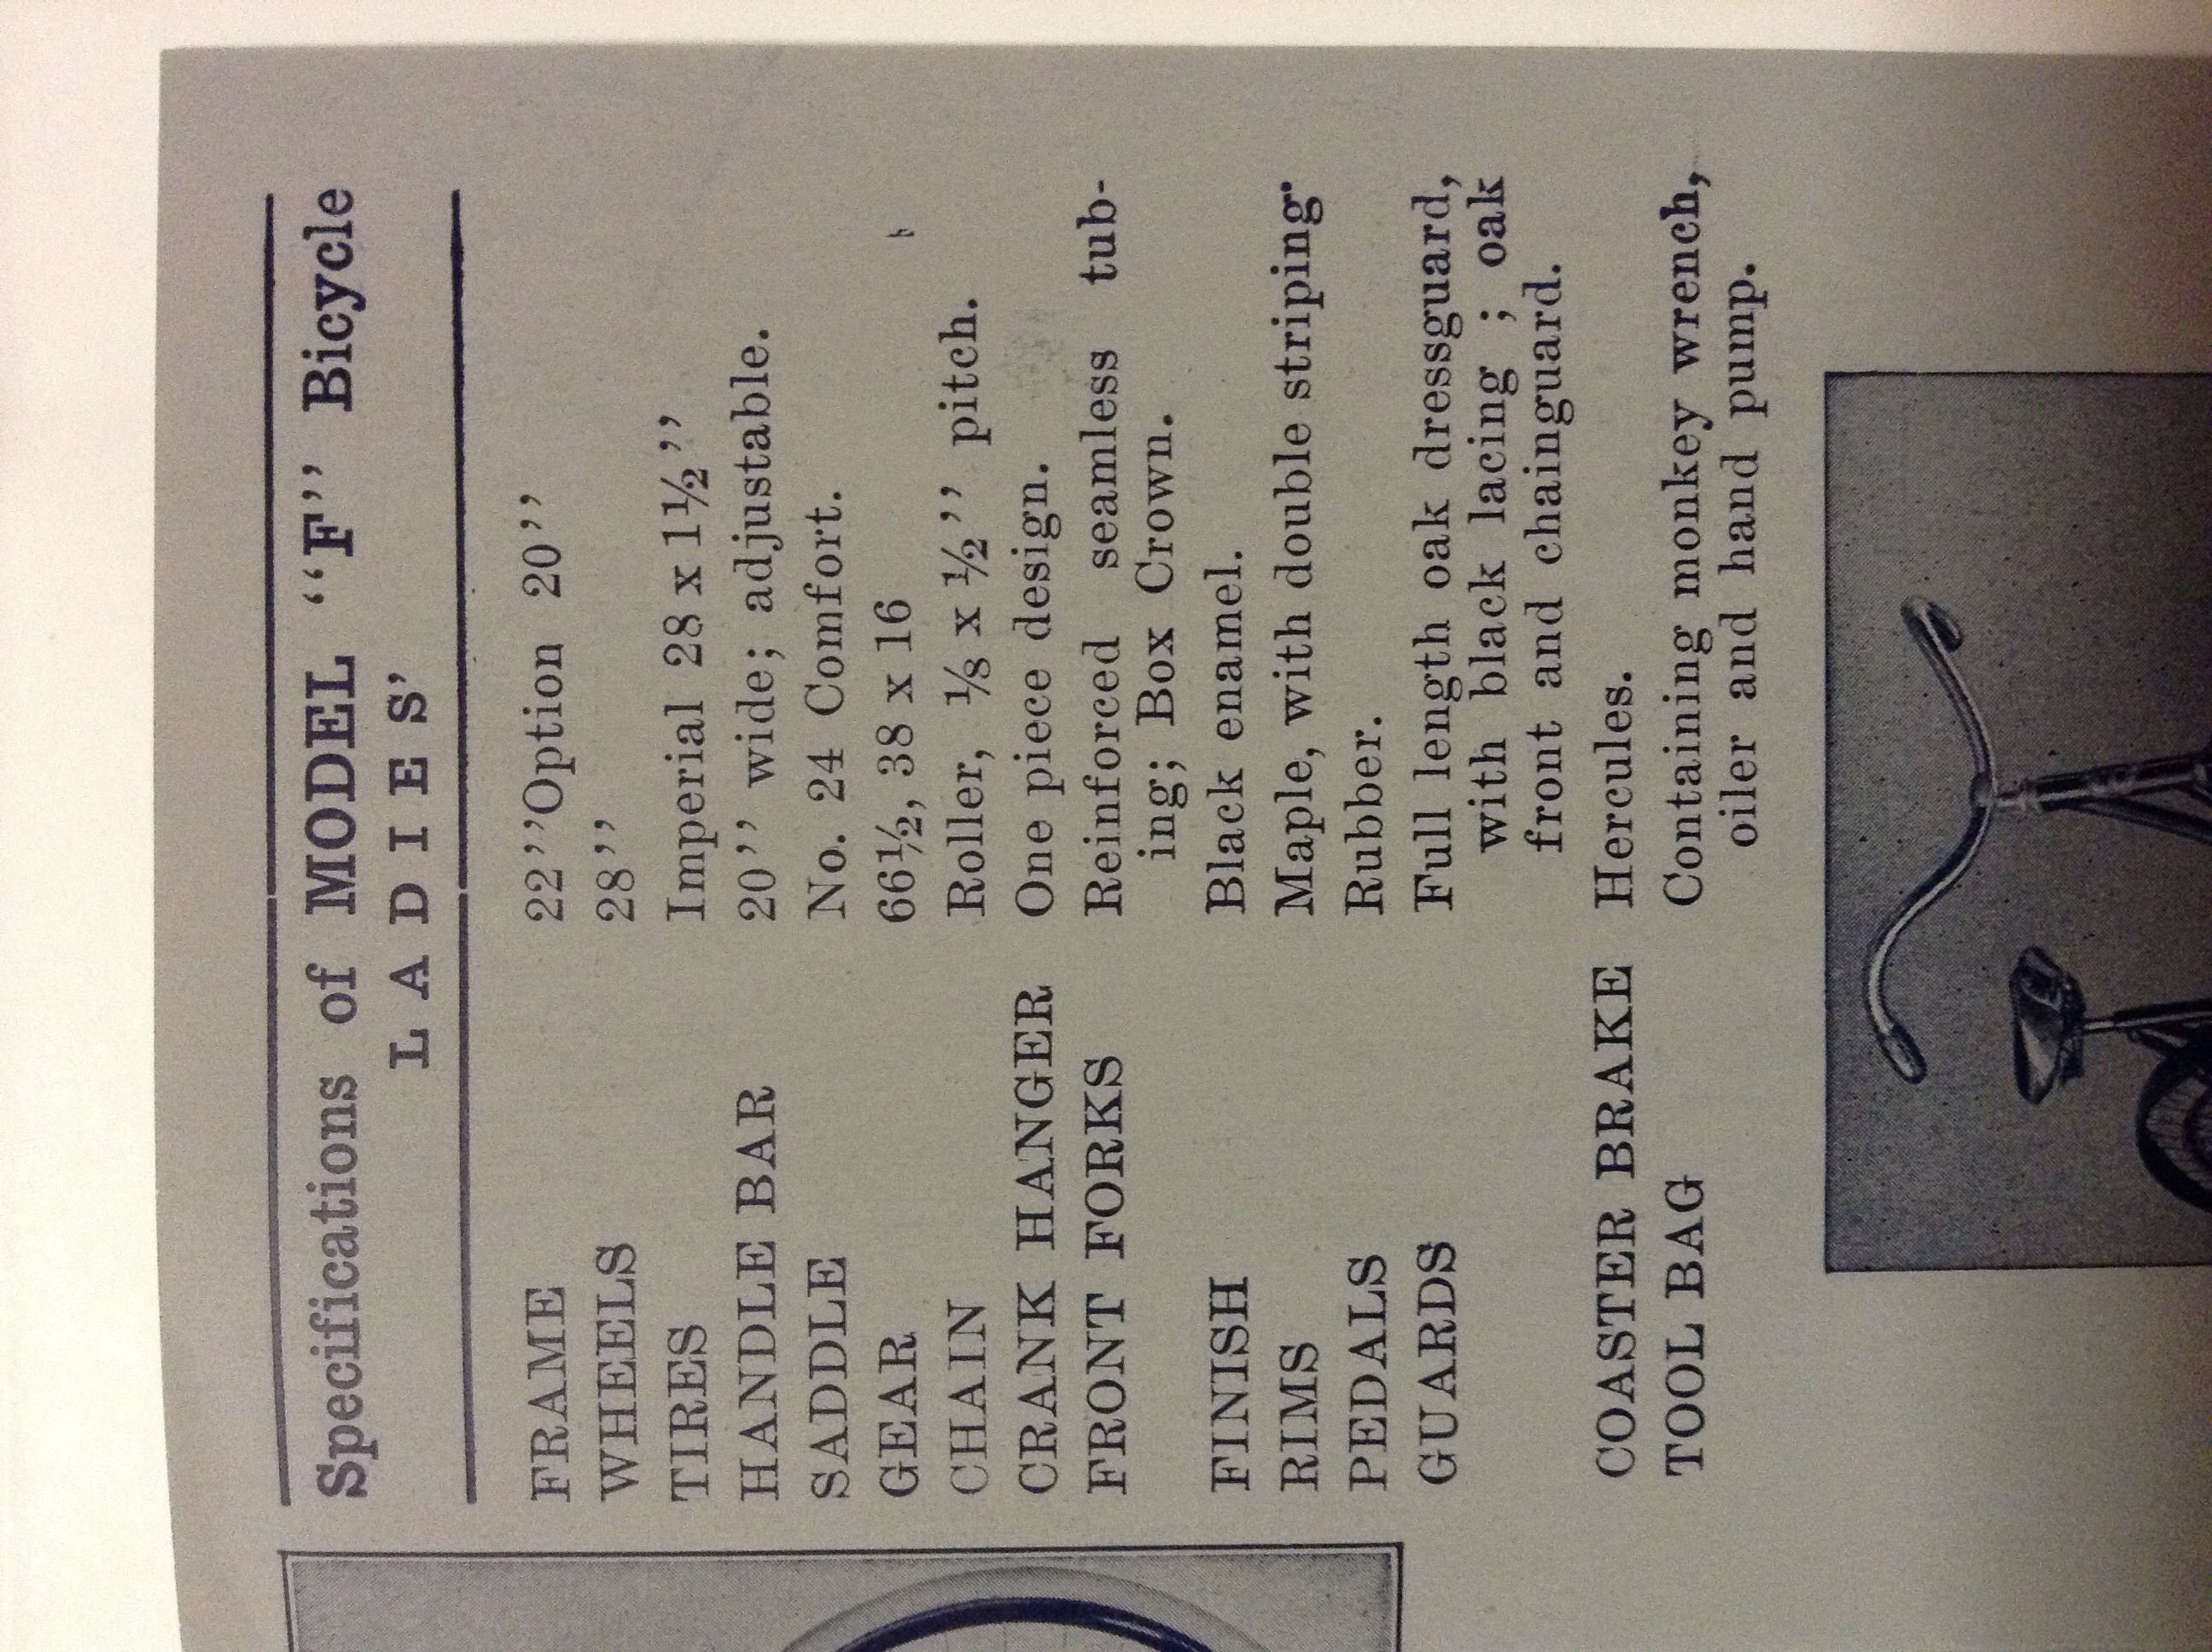 Specifications of MODEL “F” Bicycle
LADIES’
FRAME 22’’Option 20’’
WHEELS 28’’
TIRES Imperial 28 x 1½’’
HANDLE BAR 20’’ wide; adjustable.
SADDLE No. 24 Comfort.
GEAR 66½, 38 x 16
CHAIN Roller, ⅛ x ½’’ pitch.
CRANK HANGER One piece design.
FRONT FORKS Reinforced seamless tub-
ing; Box Crown.
FINISH Black enamel.
RIMS Maple, with double striping
PEDALS Rubber.
GUARDS Full length oak dressguard,
with black lacing ; oak
front and chainguard.
COASTER BRAKE Hercules.
TOOL BAG Containing monkey wrench,
oiler and hand pump.